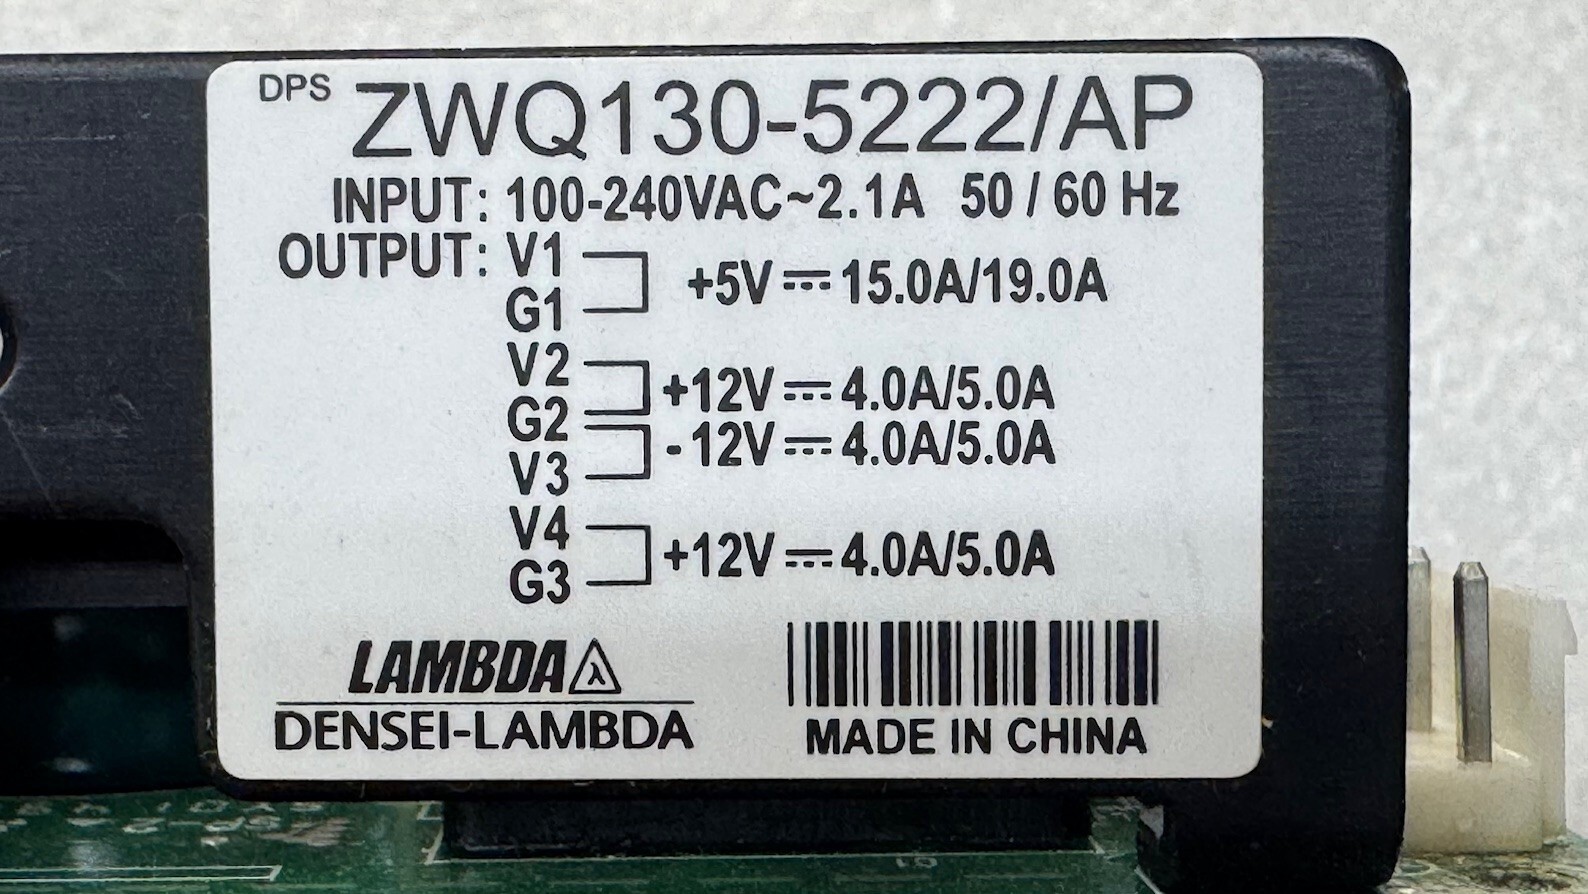 DPS ZWQ130-5222/AP
INPUT: 100-240VAC~2.1A 50 / 60 Hz
OUTPUT: V1
G1
+5V⎓15.0A/19.0A
V2
G2
+12V⎓4.0A/5.0A
V3
-12V⎓4.0A/5.0A
V4
G3
+12V⎓4.0A/5.0A
LAMBDA λ
DENSEI-LAMBDA
MADE IN CHINA